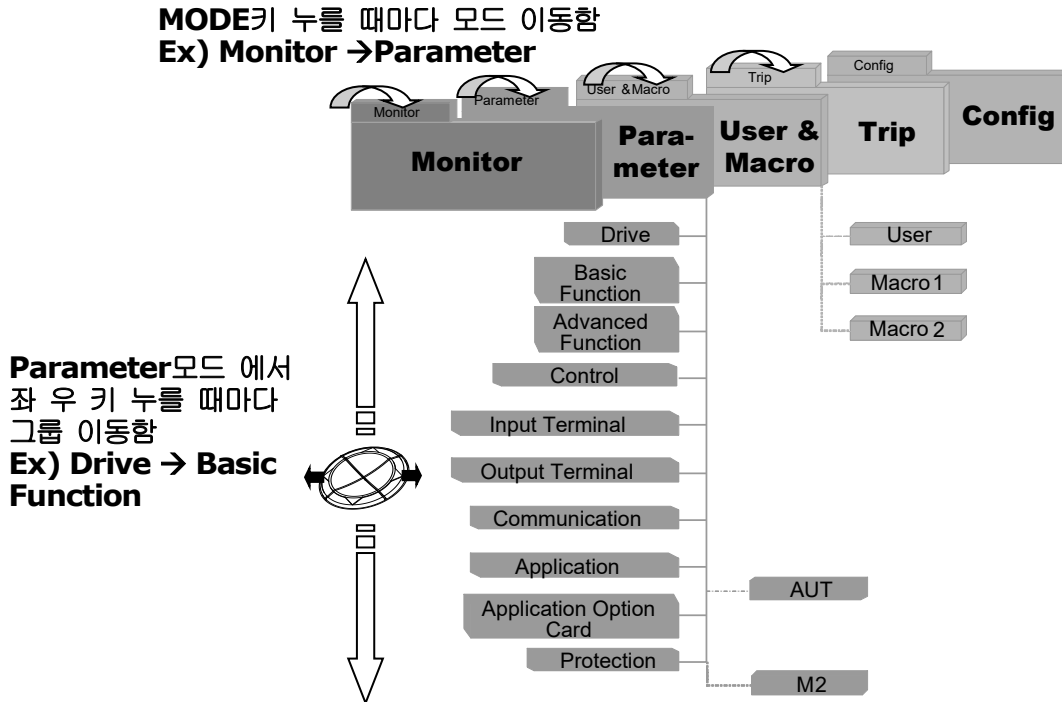 MODE키 누를 때마다 모드 이동함
Ex) Monitor →Parameter
Monitor
Parameter
User &Macro
Trip
Config
Monitor
Para-
meter
User &
Macro
Trip
Config
Drive
Basic
Function
Advanced
Function
Control
Input Terminal
Output Terminal
Communication
Application
Application Option
Card
Protection
User
Macro 1
Macro 2
AUT
M2
Parameter모드 에서
좌 우 키 누를 때마다
그룹 이동함
Ex) Drive → Basic
Function